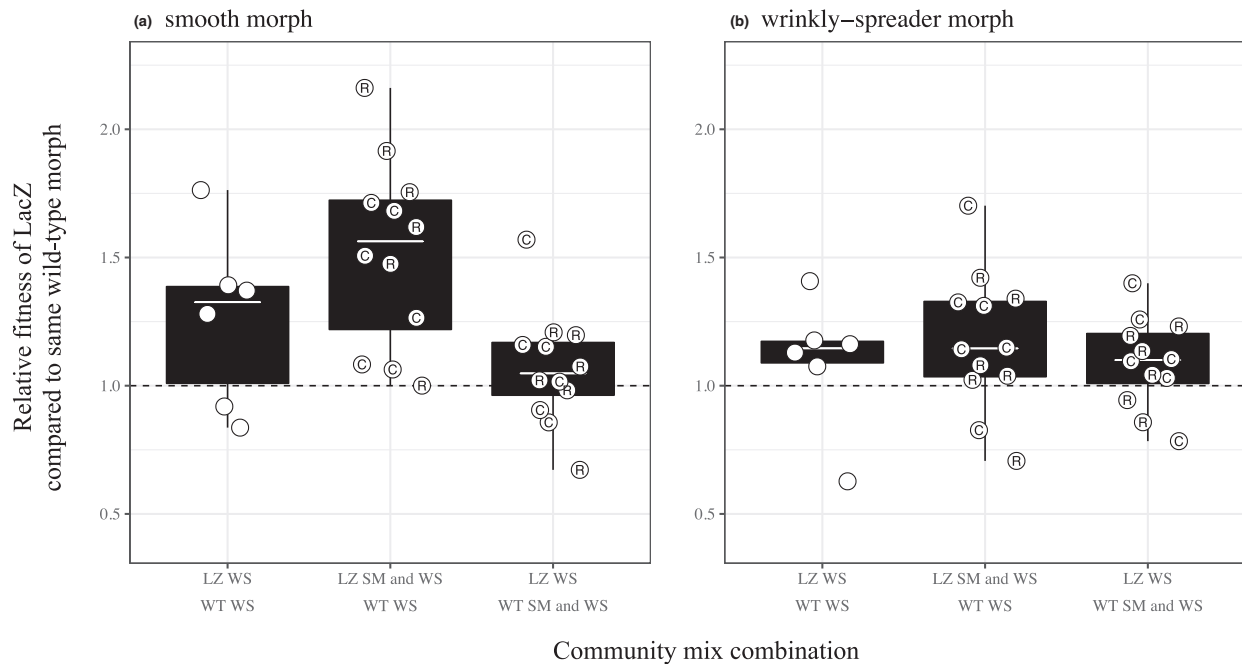 (a) smooth morph
(b) wrinkly−spreader morph
Relative fitness of LacZ
compared to same wild-type morph
2.0
1.5
1.0
0.5
R
R
R
C
C
R
C
R
C
C
C
R
C
R
R
C
C
R
R
C
R
C
C
R
LZ WS
WT WS
LZ SM and WS
WT WS
LZ WS
WT SM and WS
2.0
1.5
1.0
0.5
C
R
R
C
C
C
C
R
R
R
C
R
C
C
R
R
R
C
C
R
C
R
R
C
LZ WS
WT WS
LZ SM and WS
WT WS
LZ WS
WT SM and WS
Community mix combination